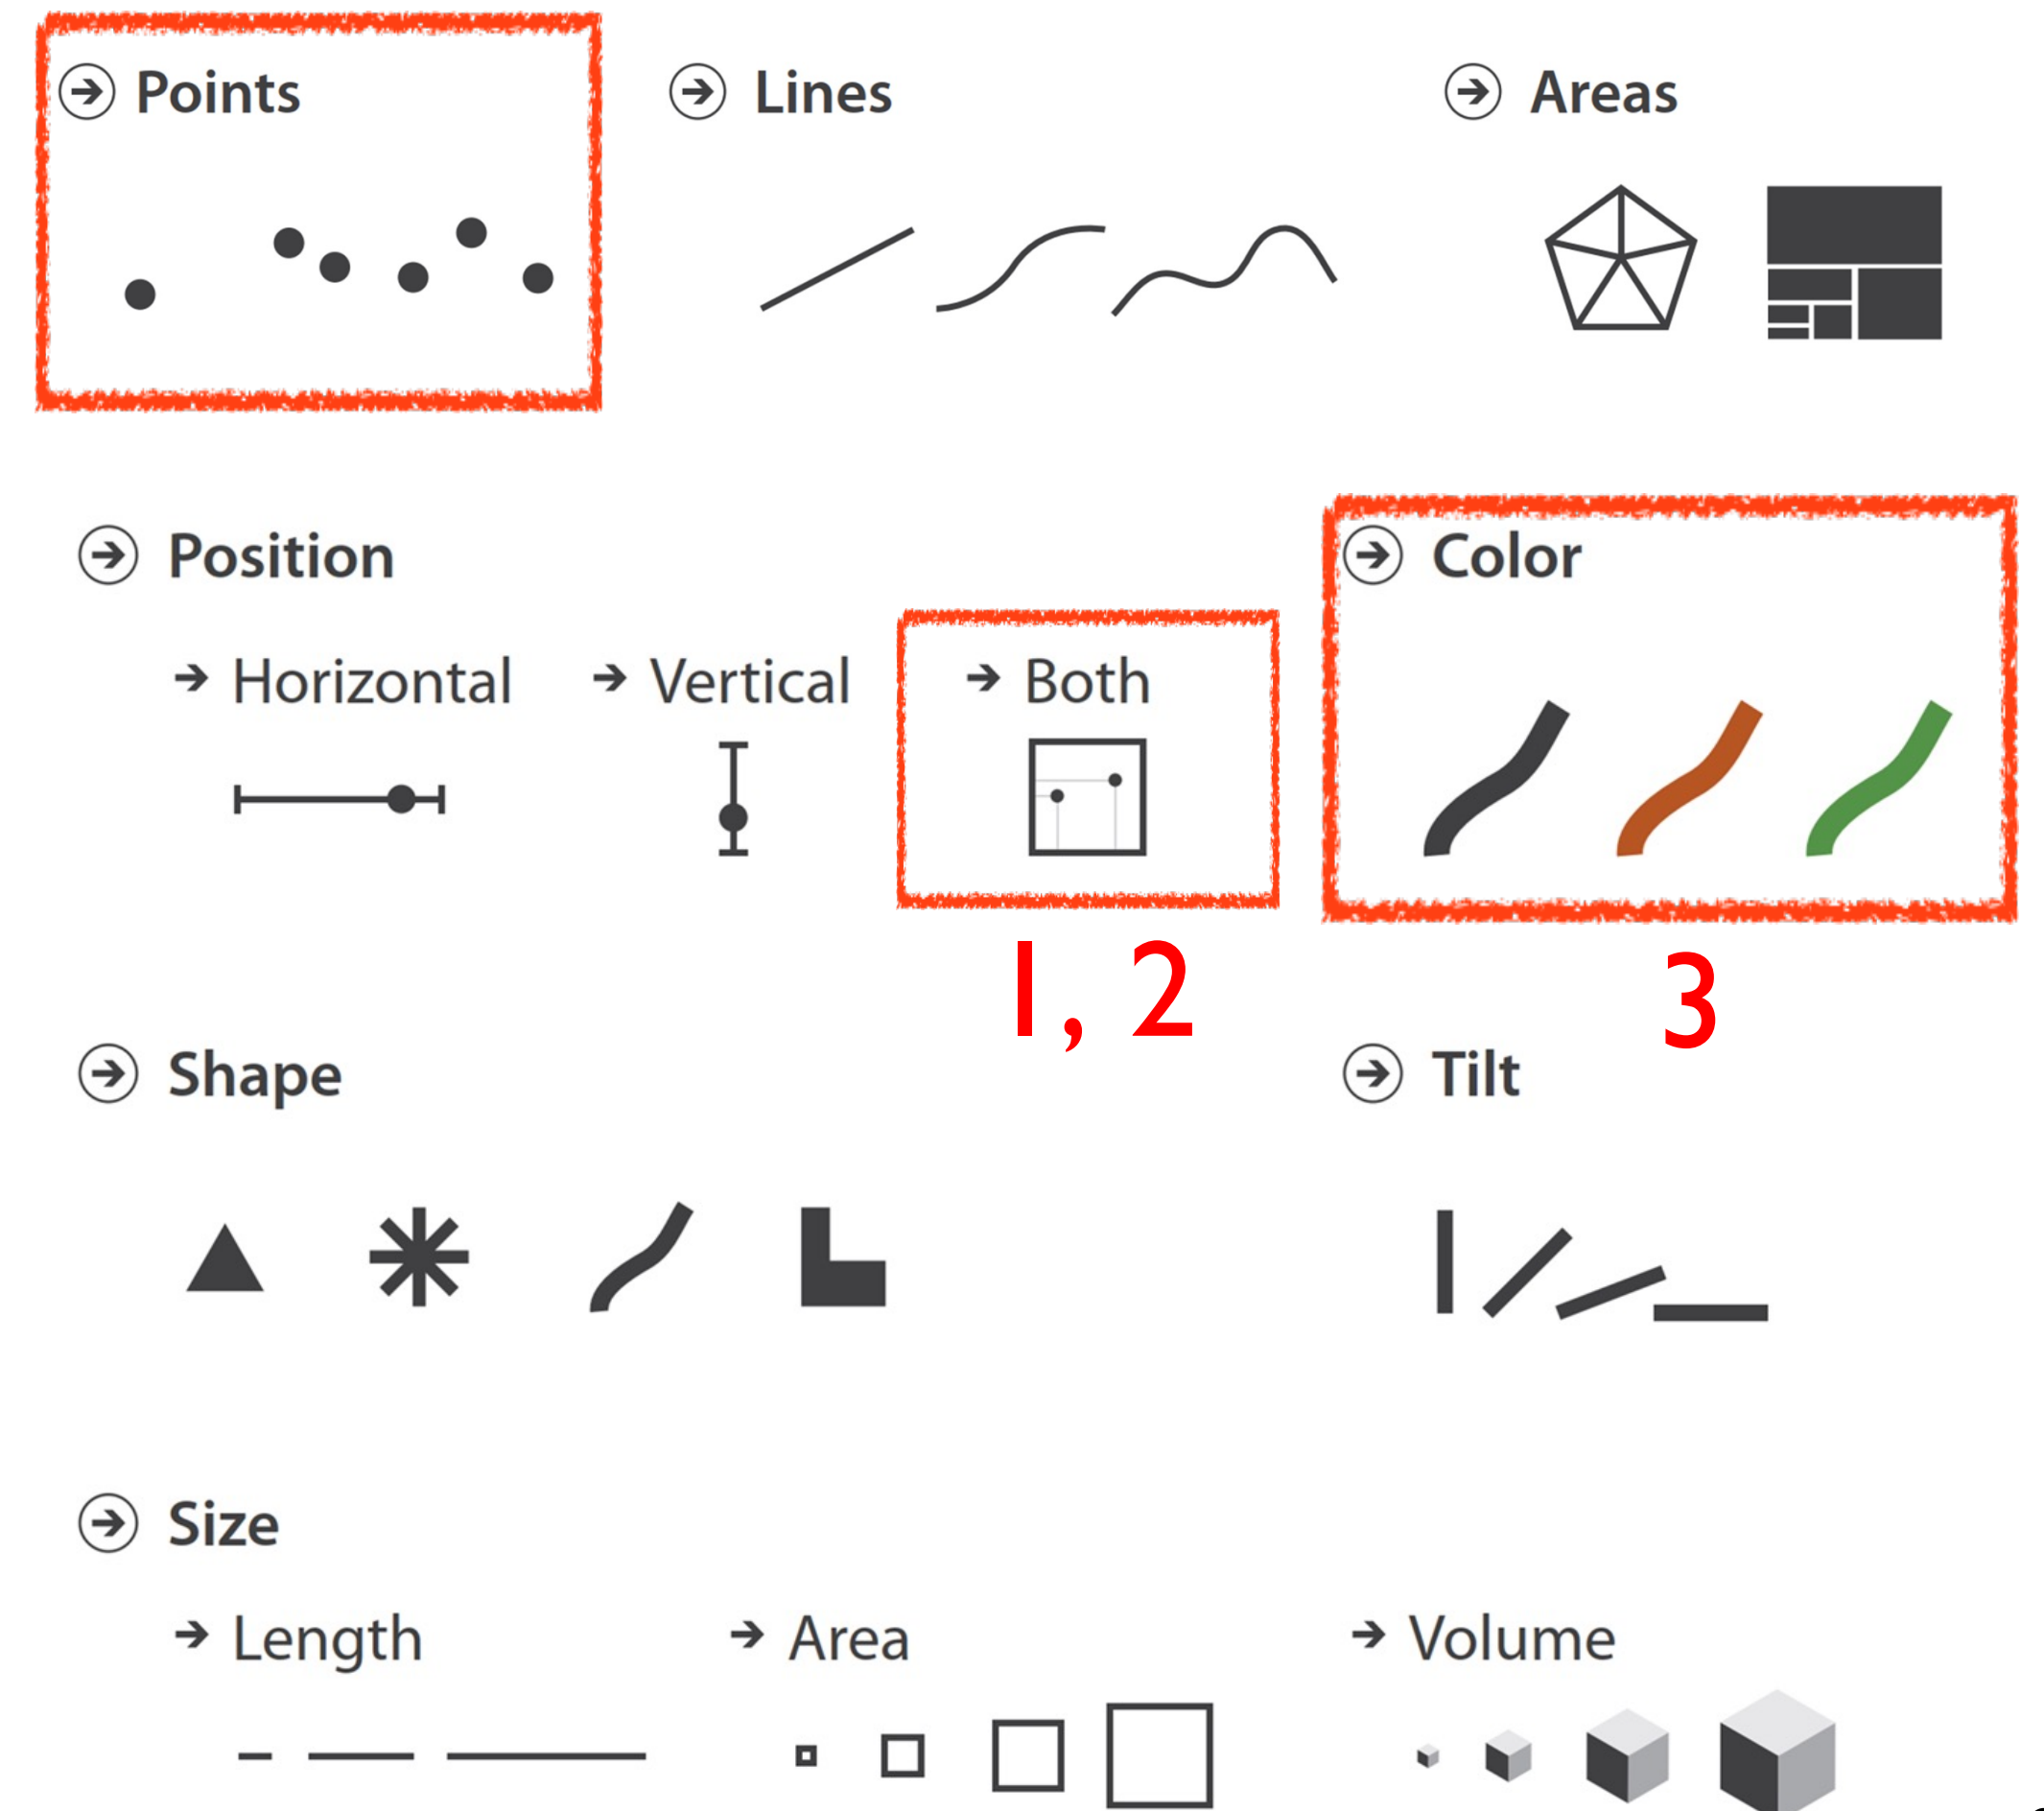 Points
Lines
Areas
Position
Color
Horizontal
Vertical
Both
1, 2
3
Shape
Tilt
Size
Length
Area
Volume